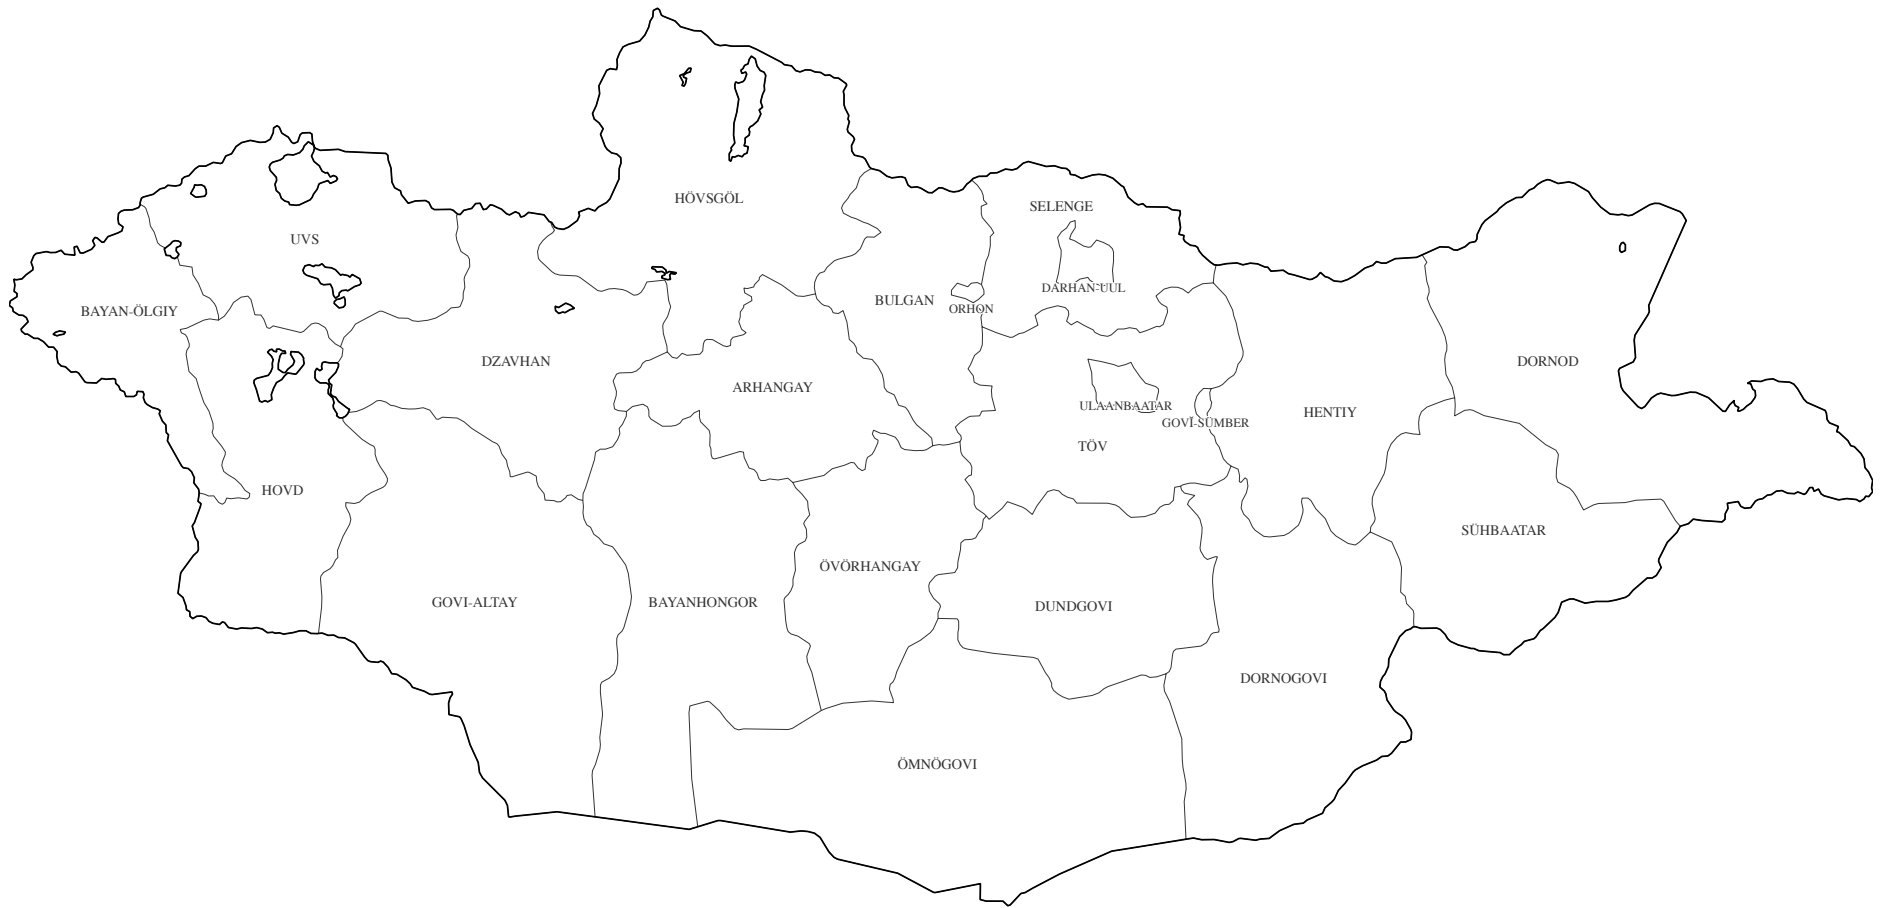 HÖVSGÖL
SELENGE
UVS
DARHAN-UUL
BULGAN
ORHON
BAYAN-ÖLGIY
DZAVHAN
DORNOD
ARHANGAY
ULAANBAATAR
HENTIY
GOVĬ-SÜMBER
TÖV
HOVD
SÜHBAATAR
ÖVÖRHANGAY
GOVI-ALTAY
BAYANHONGOR
DUNDGOVI
DORNOGOVI
ÖMNÖGOVI